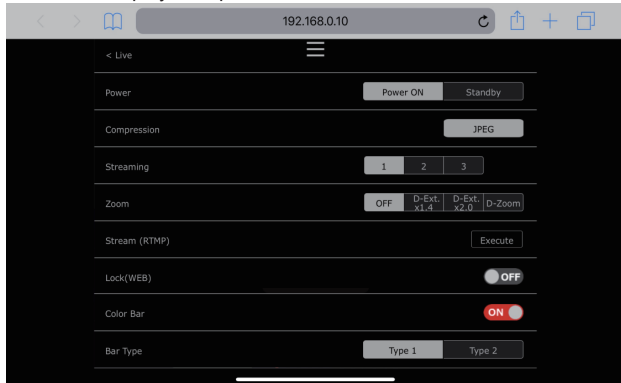 192.168.0.10
< Live
Power
Power ON
Standby
Compression
JPEG
Streaming
1
2
3
Zoom
OFF
D-Ext.
x1.4
D-Ext.
x2.0
D-Zoom
Stream (RTMP)
Execute
Lock(WEB)
OFF
Color Bar
ON
Bar Type
Type 1
Type 2